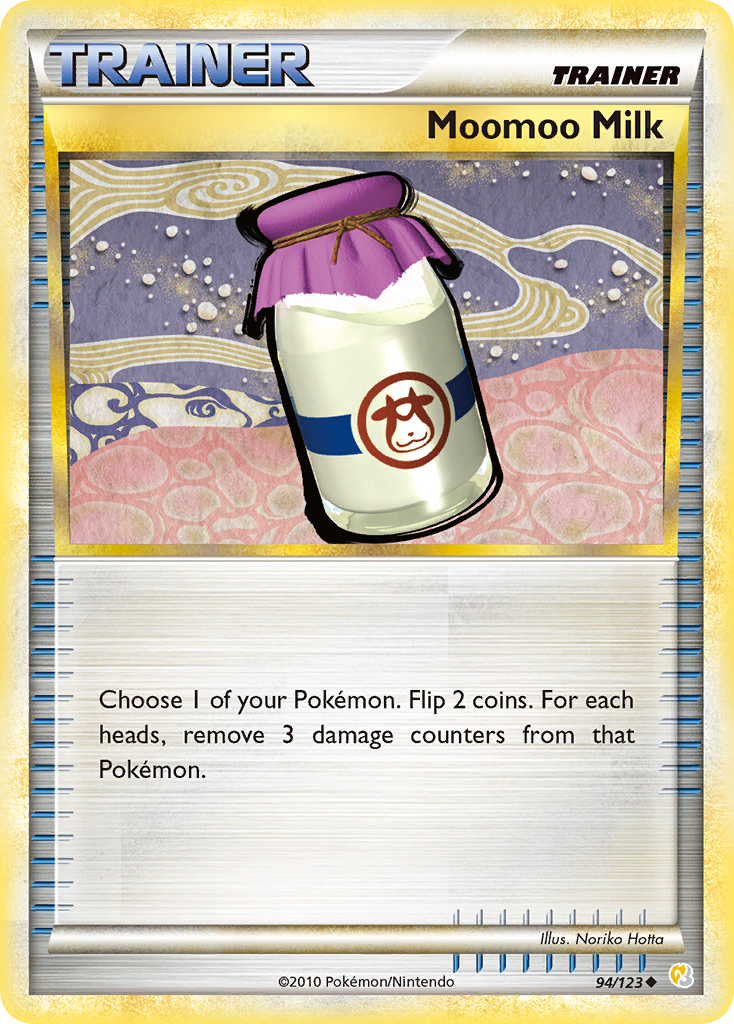 TRAINER
TRAINER
Moomoo Milk
Choose 1 of your Pokémon. Flip 2 coins. For each
heads, remove 3 damage counters from that
Pokémon.
Illus. Noriko Hotta
©2010 Pokémon/Nintendo
94/123 ◆